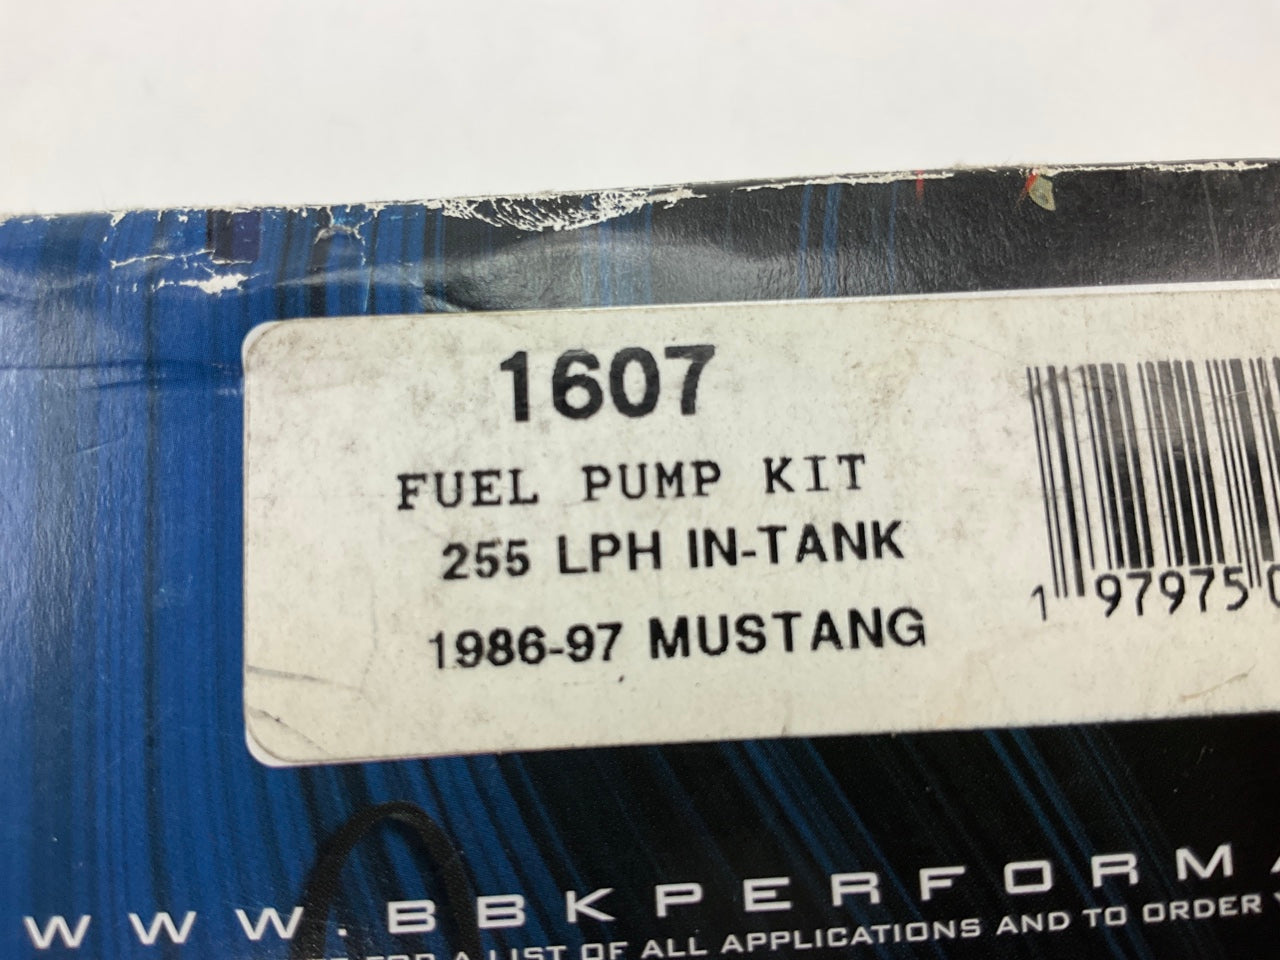 1607
FUEL PUMP KIT
255 LPH IN-TANK
1986-97 MUSTANG
1 97975
WWW.BBKPERFORM
FOR A LIST OF ALL APPLICATIONS AND TO ORDER